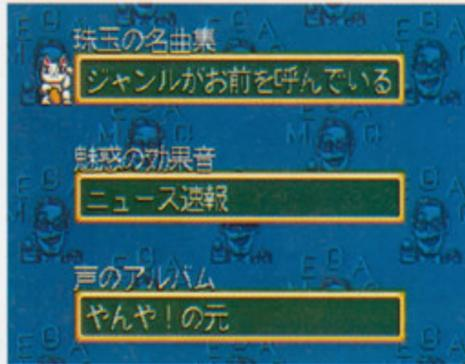 珠玉の名曲集
ジャンルがお前を呼んでいる
魅惑の効果音
ニュース速報
声のアルバム
やんや!の元